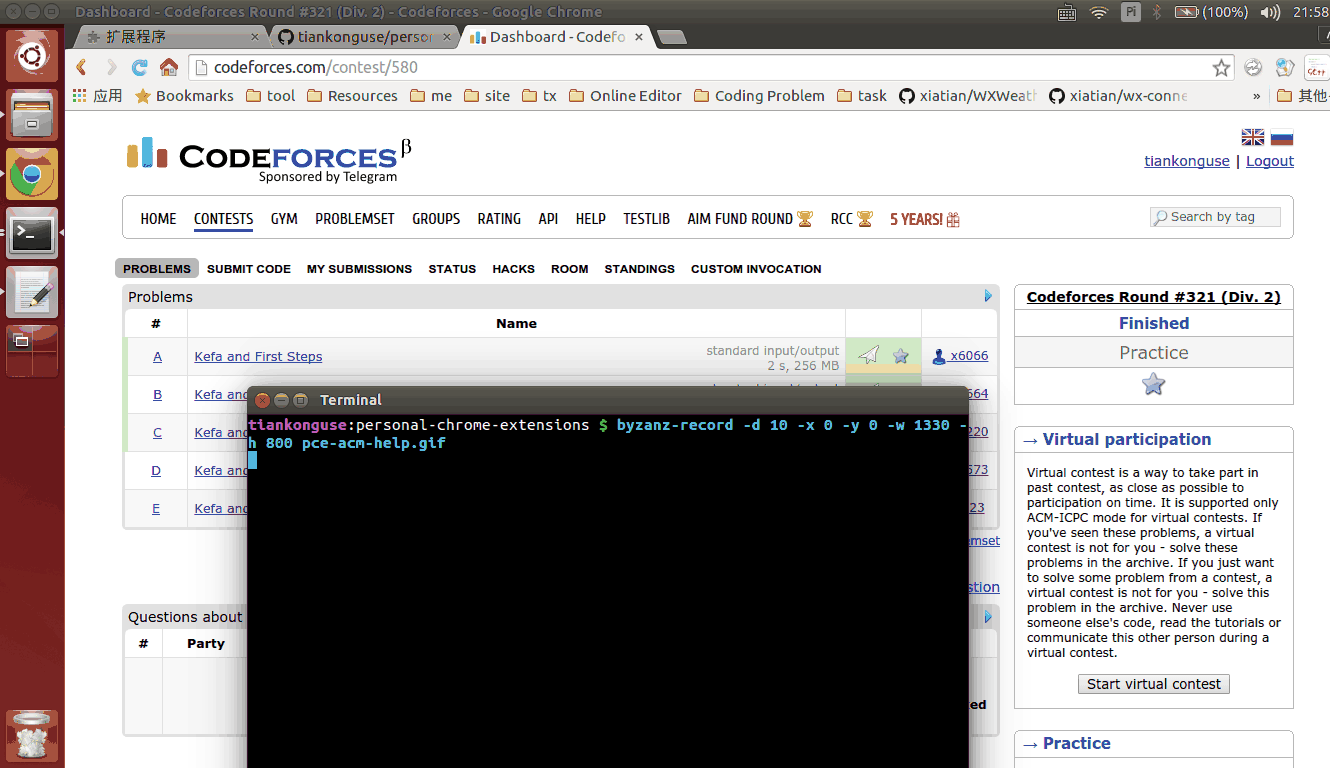 Dashboard - Codeforces Round #321 (Div. 2) - Codeforces - Google Chrome
Pi (100%) 21:58
扩展程序
tiankonguse/person
Dashboard - Codefo
codeforces.com/contest/580
应用 Bookmarks tool Resources me site tx Online Editor Coding Problem task xiatian/WXWeath xiatian/wx-conne » 其他
CODEFORCES β
Sponsored by Telegram
tiankonguse | Logout
HOME CONTESTS GYM PROBLEMSET GROUPS RATING API HELP TESTLIB AIM FUND ROUND RCC 5 YEARS!
Search by tag
PROBLEMS SUBMIT CODE MY SUBMISSIONS STATUS HACKS ROOM STANDINGS CUSTOM INVOCATION
Problems
# Name
A Kefa and First Steps standard input/output
2 s, 256 MB
x6066
B Kefa and 564
C Kefa and 220
D Kefa and 573
E Kefa and 23
emset
stion
Questions about
# Party
ed
Terminal
tiankonguse:personal-chrome-extensions $ byzanz-record -d 10 -x 0 -y 0 -w 1330 -
h 800 pce-acm-help.gif
Codeforces Round #321 (Div. 2)
Finished
Practice
→ Virtual participation
Virtual contest is a way to take part in
past contest, as close as possible to
participation on time. It is supported only
ACM-ICPC mode for virtual contests. If
you've seen these problems, a virtual
contest is not for you - solve these
problems in the archive. If you just want
to solve some problem from a contest, a
virtual contest is not for you - solve this
problem in the archive. Never use
someone else's code, read the tutorials or
communicate this other person during a
virtual contest.
Start virtual contest
→ Practice